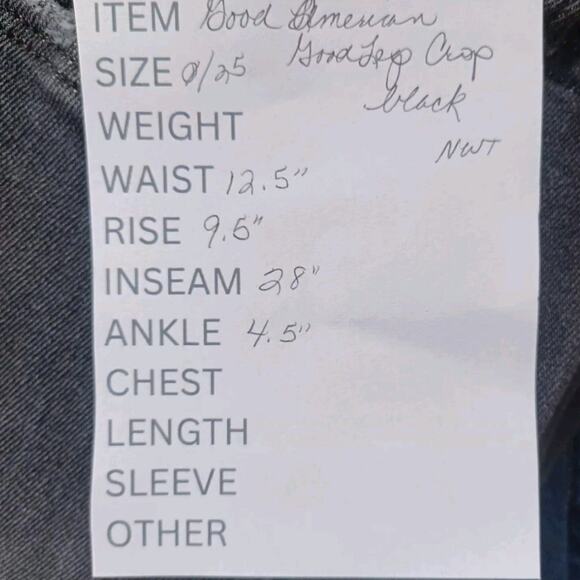 ITEM Good American
Good Legs Crop
SIZE 0/25
black
WEIGHT
NWT
WAIST 12.5"
RISE 9.5"
INSEAM 28"
ANKLE 4.5"
CHEST
LENGTH
SLEEVE
OTHER